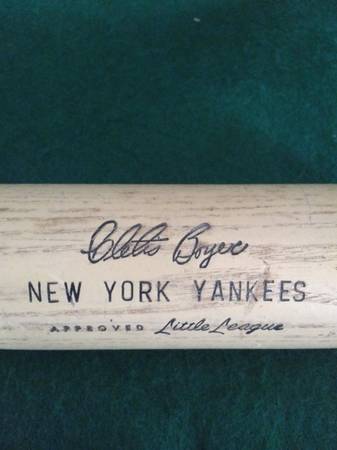 Cletis Boyer
NEW YORK YANKEES
APPROVED Little League